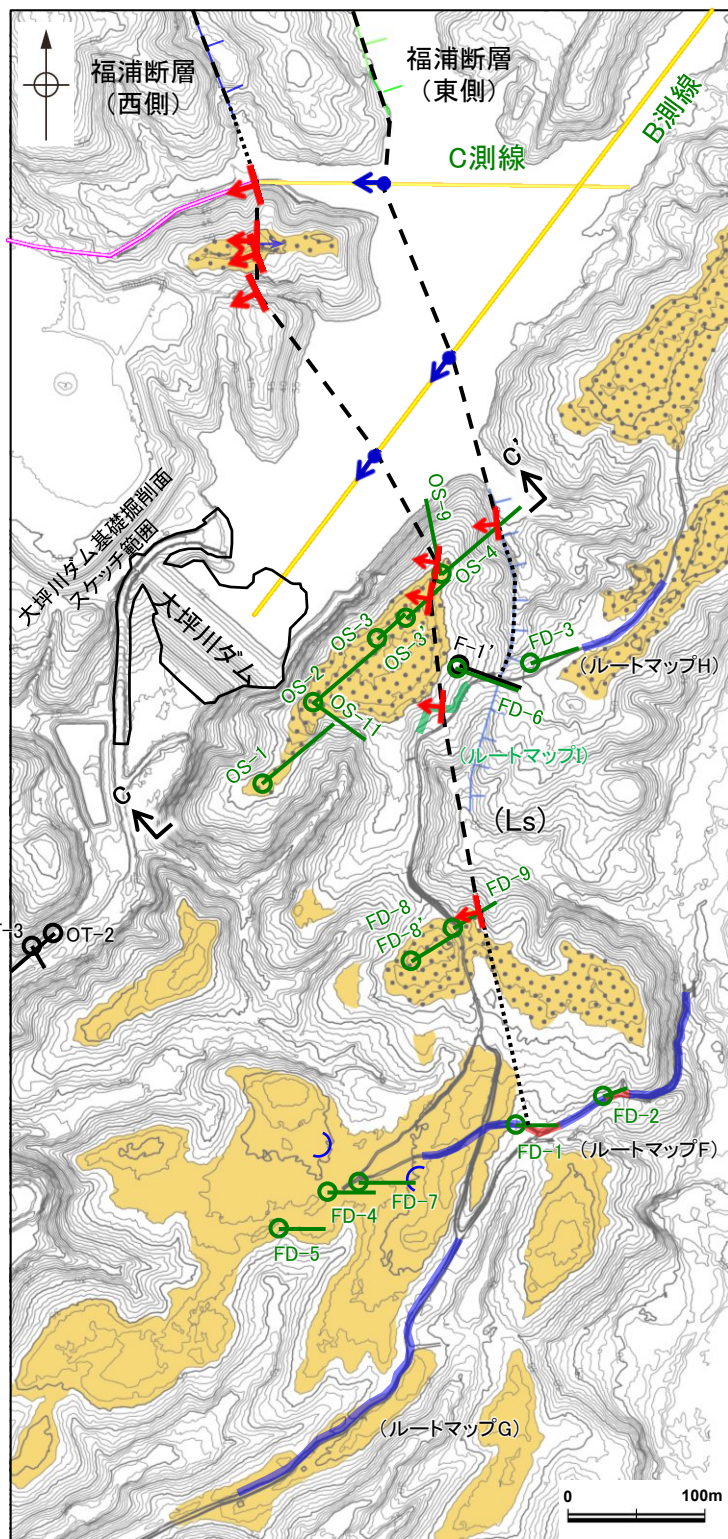 福浦断層
(西側)
福浦断層
(東側)
B測線
C測線
C'
OS-9
OS-4
大坪川ダム基礎掘削面
スケッチ範囲
大坪川ダム
OS-3
OS-3'
F-1'
FD-3
(ルートマップH)
OS-2
FD-6
OS-11
OS-1
(ルートマップI)
C
(Ls)
FD-9
FD-8
FD-8'
-3
OT-2
FD-2
FD-1
(ルートマップF)
FD-7
FD-4
FD-5
(ルートマップG)
0
100m